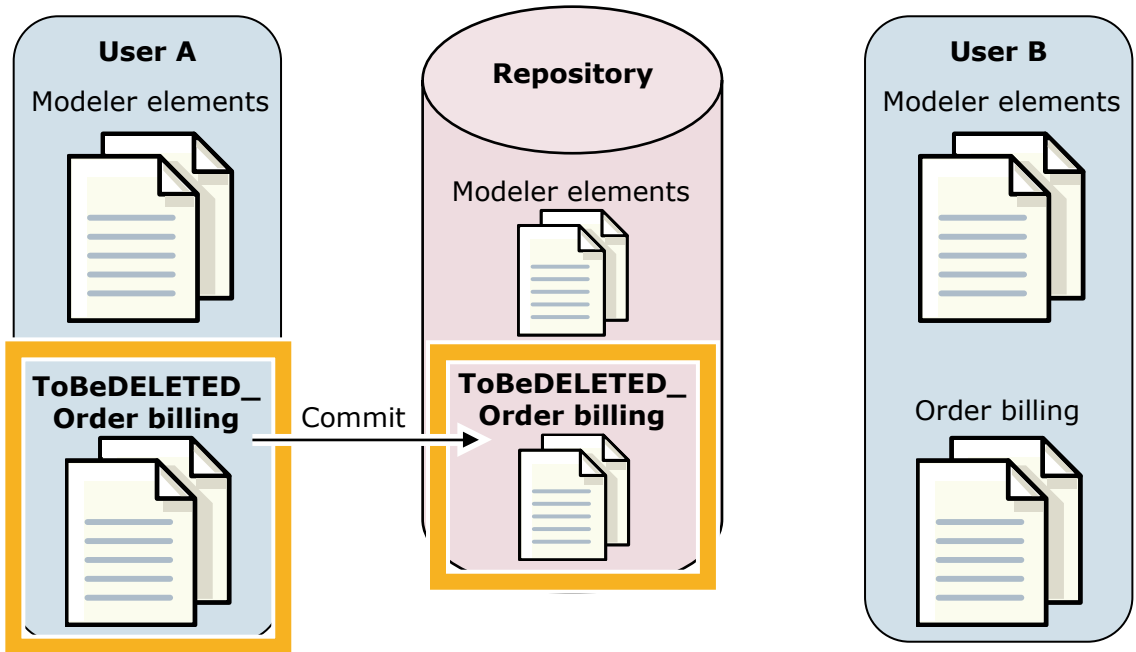 User A
Modeler elements
ToBeDELETED_
Order billing
Commit
Repository
Modeler elements
ToBeDELETED_
Order billing
User B
Modeler elements
Order billing